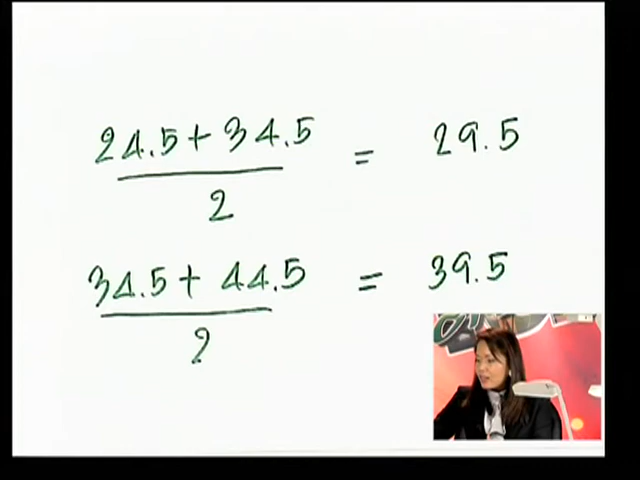 24.5 + 34.5
2
= 29.5
34.5 + 44.5
2
= 39.5